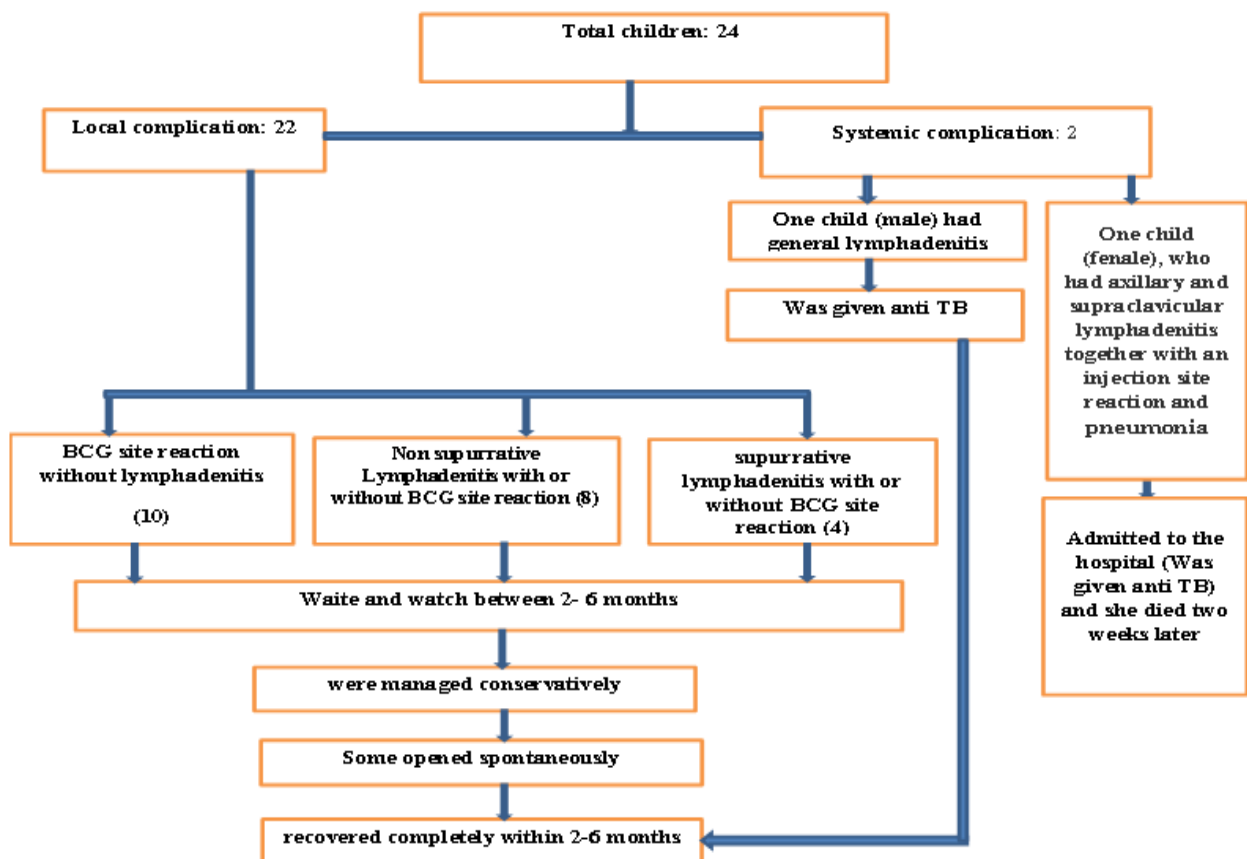 Total children: 24
Local complication: 22
Systemic complication: 2
One child (male) had
general lymphadenitis
One child
(fenale), who
had axillary and
supraclavicular
lymphadenitis
together with an
injection site
reaction and
pneumonia
Was given anti TB
BCG site reaction
without lymphadenitis
(10)
Non supurrative
Lymphadenitis with or
without BCG site reaction (8)
supurrative
lymphadenitis with or
without BCG site
reaction (4)
Admitted to the
hospital (Was
given anti TB)
and she died two
weeks later
Waite and watch between 2- 6 months
were managed conservatively
Some opened spontaneously
recovered completely within 2-6 months